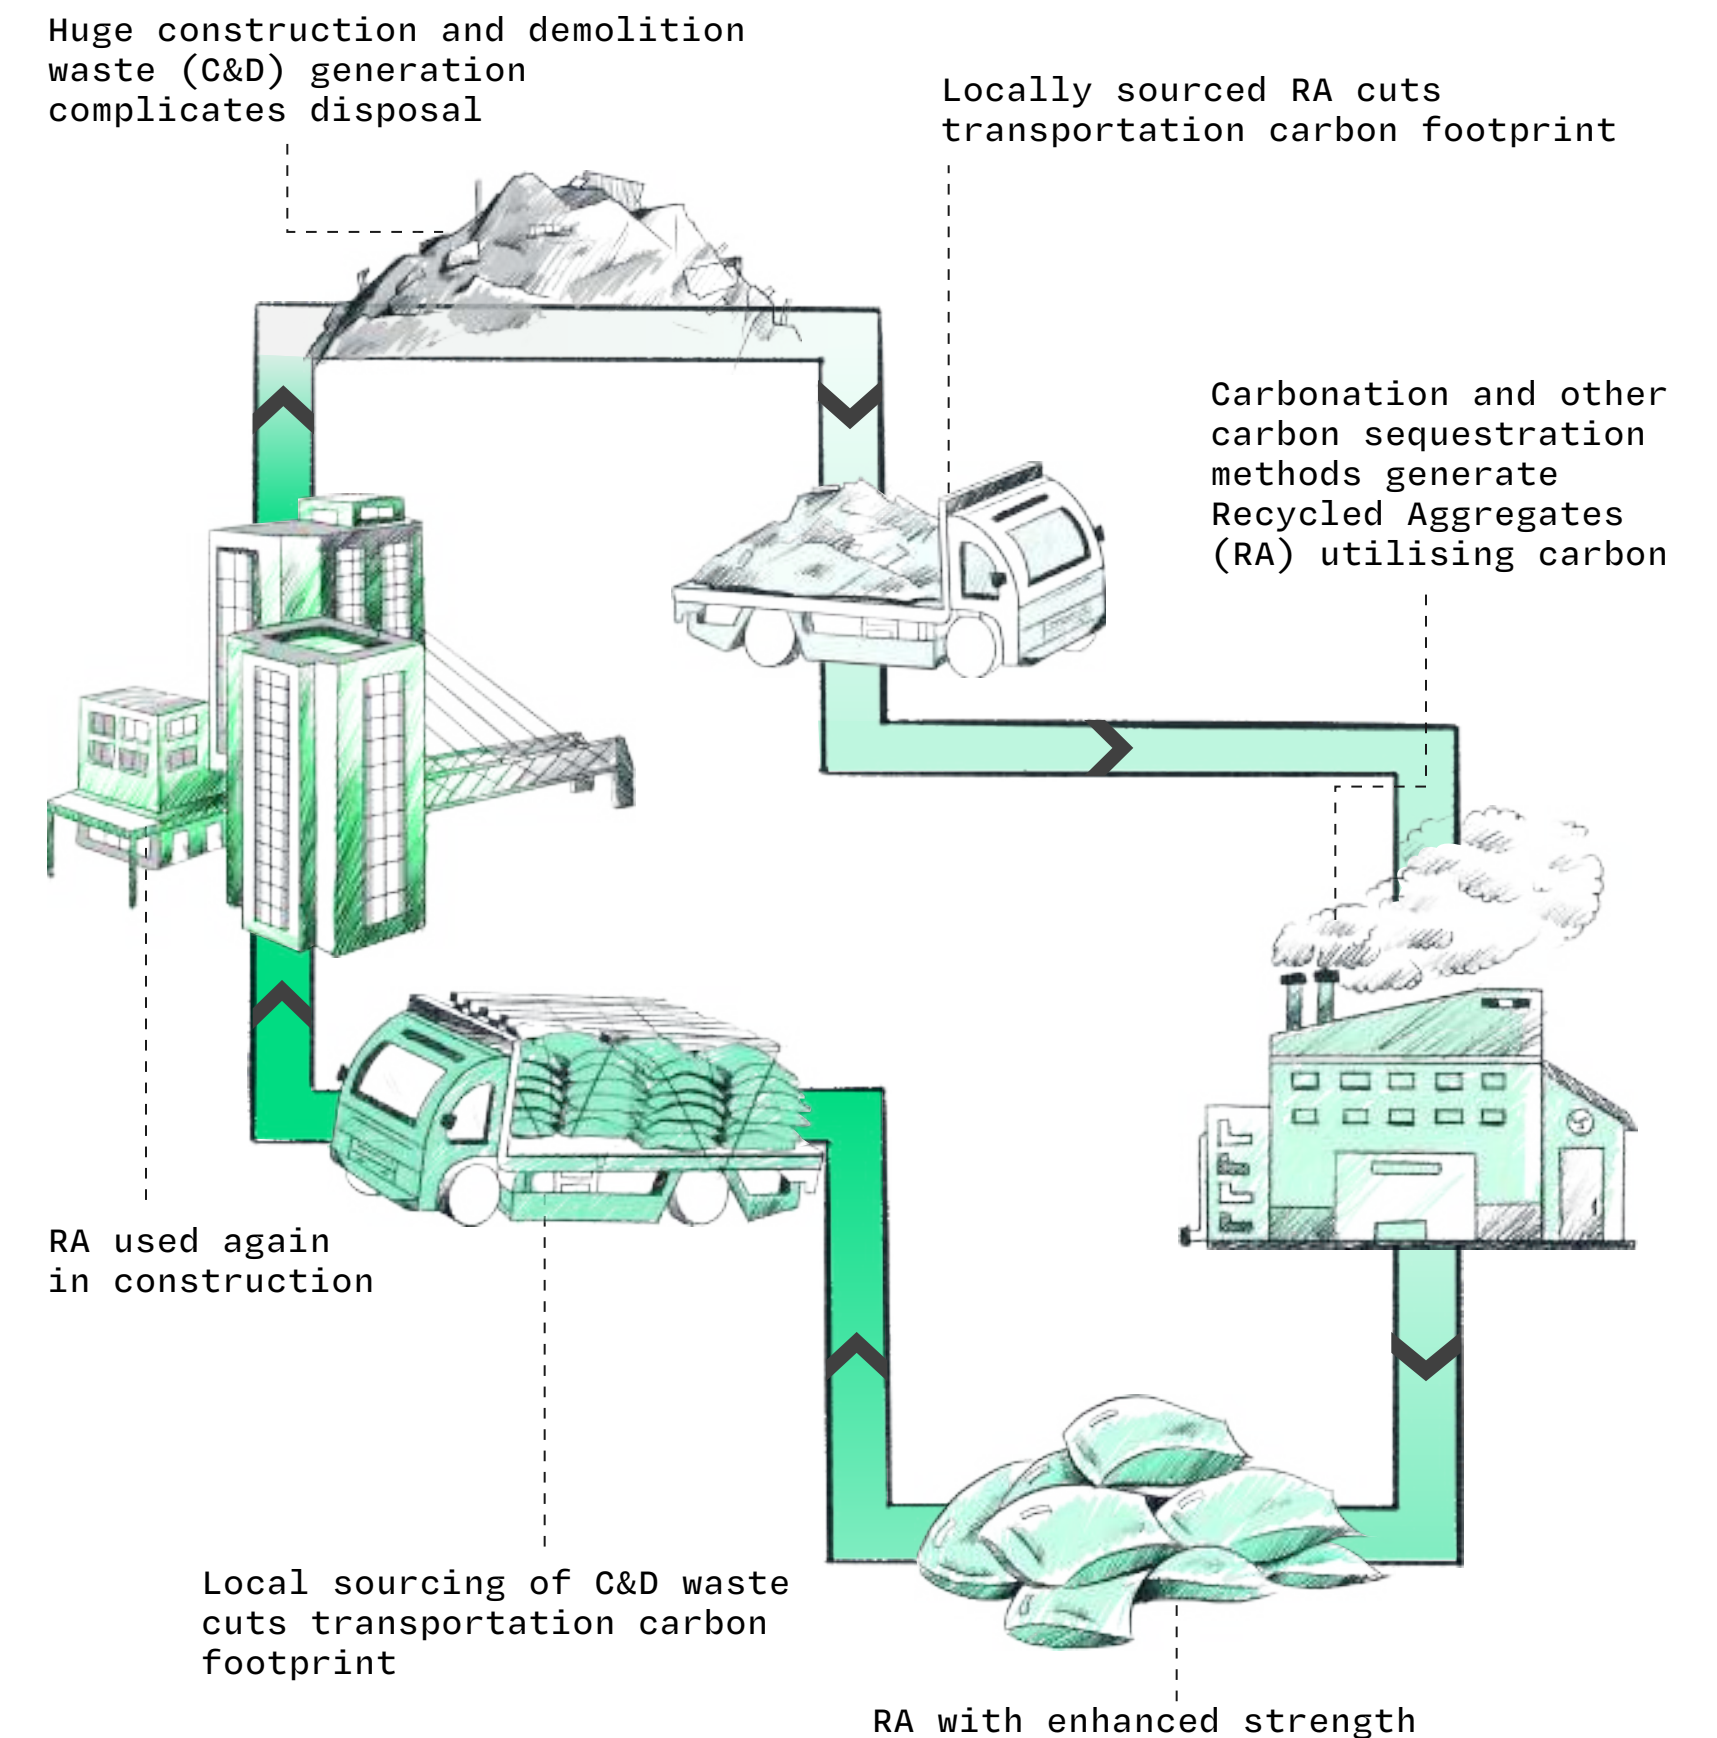 Huge construction and demolition
waste (C&D) generation
complicates disposal
Locally sourced RA cuts
transportation carbon footprint
Carbonation and other
carbon sequestration
methods generate
Recycled Aggregates
(RA) utilising carbon
RA used again
in construction
Local sourcing of C&D waste
cuts transportation carbon
footprint
RA with enhanced strength